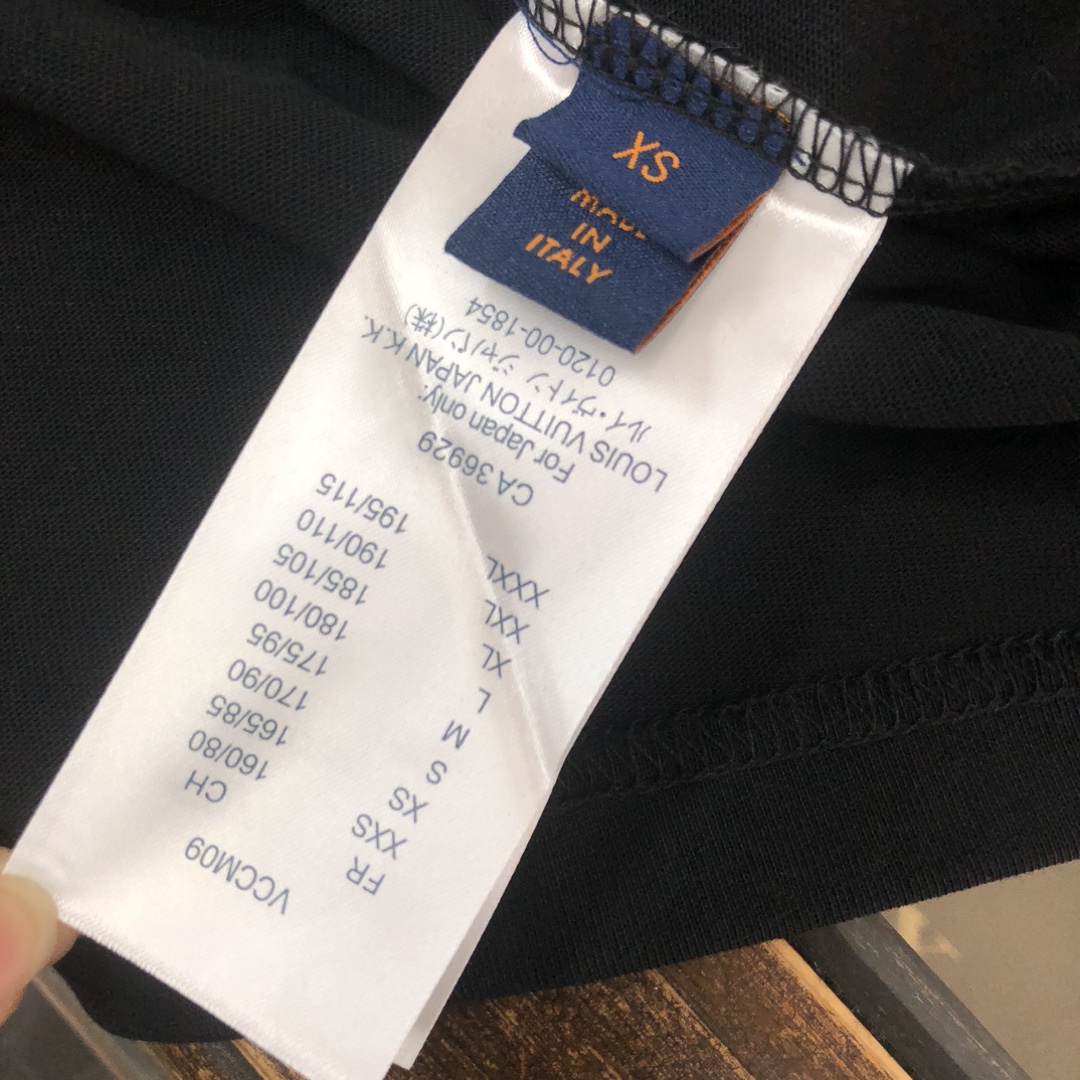 XS
MADE
IN
ITALY
VCCM09
FR CH
XXS 160/80
XS 165/85
S 170/90
M 175/95
L 180/100
XL 185/105
XXL 190/110
XXXL 195/115
CA 36929
For Japan only:
LOUIS VUITTON JAPAN K.K.
ルイ・ヴィトン ジャパン(株)
0120-00-1854